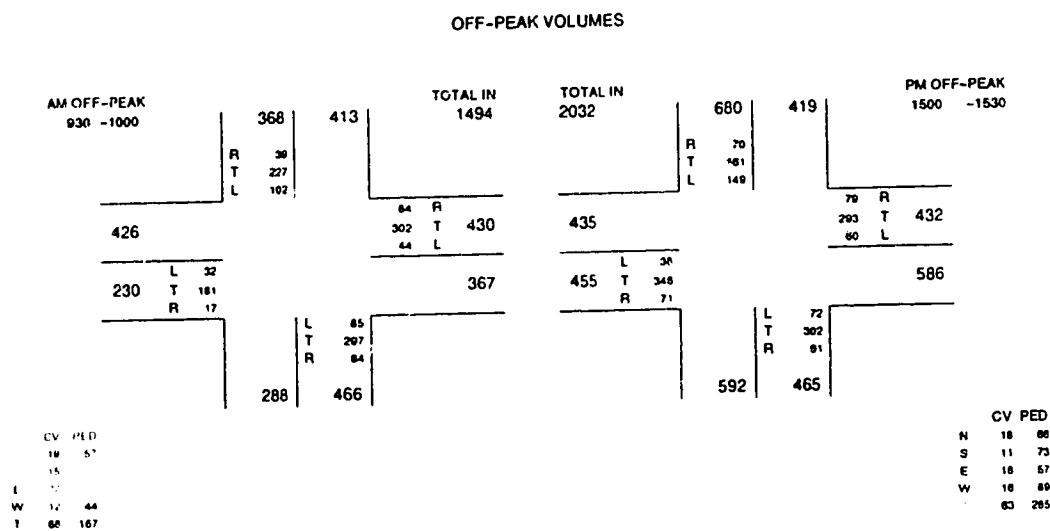 OFF-PEAK VOLUMES
AM OFF-PEAK
930 -1000
TOTAL IN
1494
368 413
R 39
T 227
L 102
84 R
302 T 430
44 L
426
L 32
230 T 181
R 17
367
L 85
T 297
R 84
288 466
TOTAL IN
2032
PM OFF-PEAK
1500 -1530
680 419
R 70
T 461
L 149
79 R
293 T 432
60 L
435
L 38
455 T 346
R 71
586
L 72
T 302
R 91
592 465
CV PED
19 57
15
W 12 44
T 68 167
CV PED
N 18 66
S 11 73
E 18 57
W 16 89
63 285